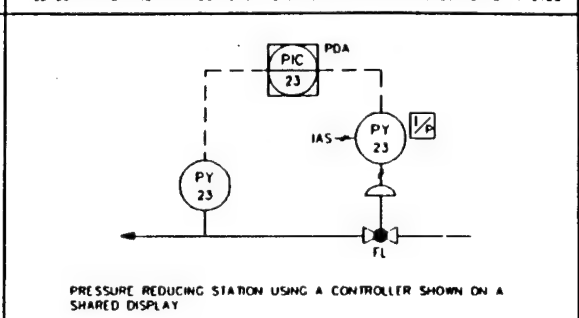 PIC
23
PDA
IAS
PY
23
I/P
PY
23
FL
PRESSURE REDUCING STATION USING A CONTROLLER SHOWN ON A
SHARED DISPLAY